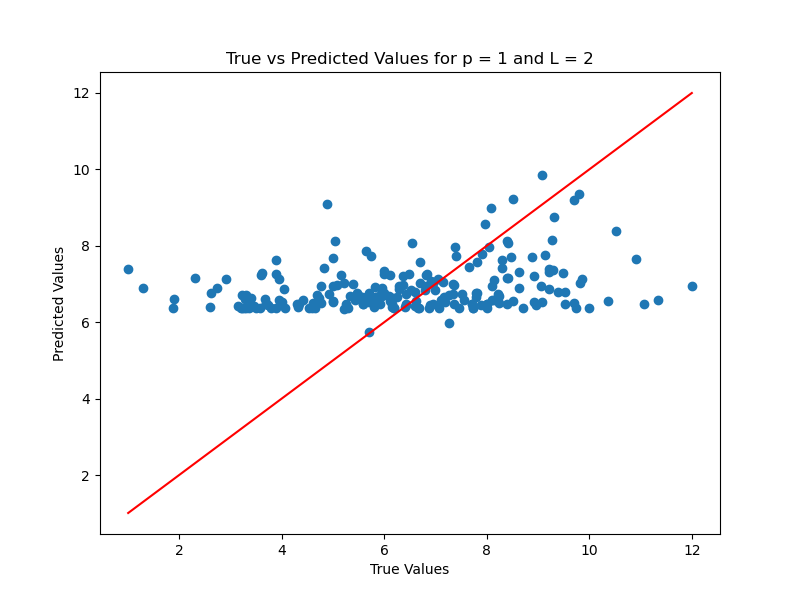 True vs Predicted Values for p = 1 and L = 2
12
10
8
6
4
2
Predicted Values
2 4 6 8 10 12
True Values